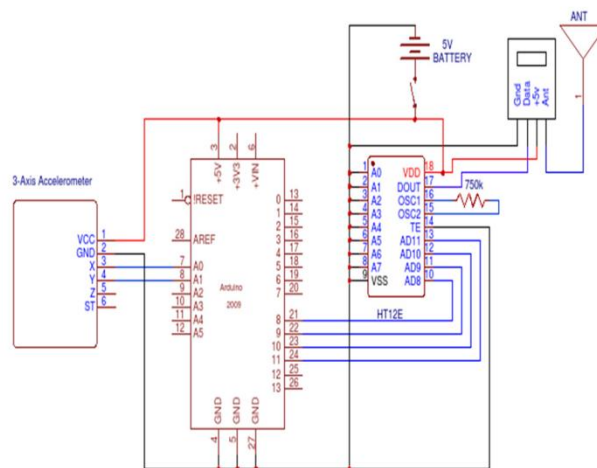 ANT
5V
BATTERY
Gnd
Data
+5v
Ant
1
3-Axis Accelerometer
VCC 1
GND 2
X 3
Y 4
Z 5
ST 6
3 2 6
+5V +3V3 +VIN
1 !RESET
28 AREF
7 A0
8 A1
9 A2
10 A3
11 A4
12 A5
Arduino
2009
0 13
1 14
2 15
3 16
4 17
5 18
6 19
7 20
8 21
9 22
10 23
11 24
12 25
13 26
GND GND GND
4 5 27
1 A0 VDD 18
2 A1 DOUT 17
3 A2 OSC1 16
4 A3 OSC2 15
5 A4 TE 14
6 A5 AD11 13
7 A6 AD10 12
8 A7 AD9 11
9 VSS AD8 10
HT12E
750k